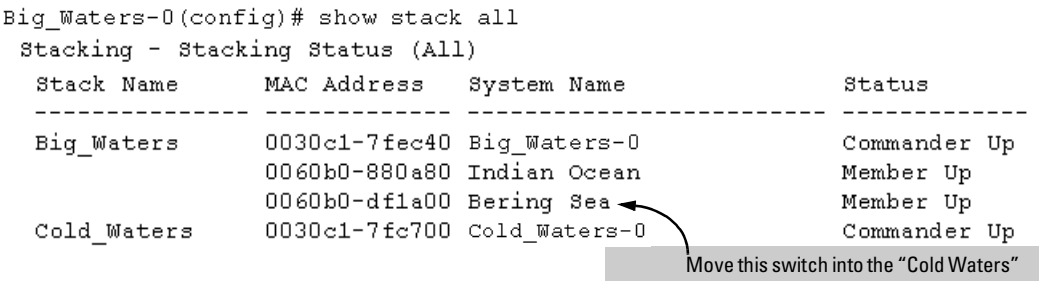 Big_Waters-0(config)# show stack all
Stacking - Stacking Status (All)
Stack Name MAC Address System Name Status
---------------- ------------- ------------------------- -------------
Big_Waters 0030c1-7fec40 Big_Waters-0 Commander Up
0060b0-880a80 Indian Ocean Member Up
0060b0-df1a00 Bering Sea Member Up
Cold_Waters 0030c1-7fc700 Cold_Waters-0 Commander Up
Move this switch into the “Cold Waters”